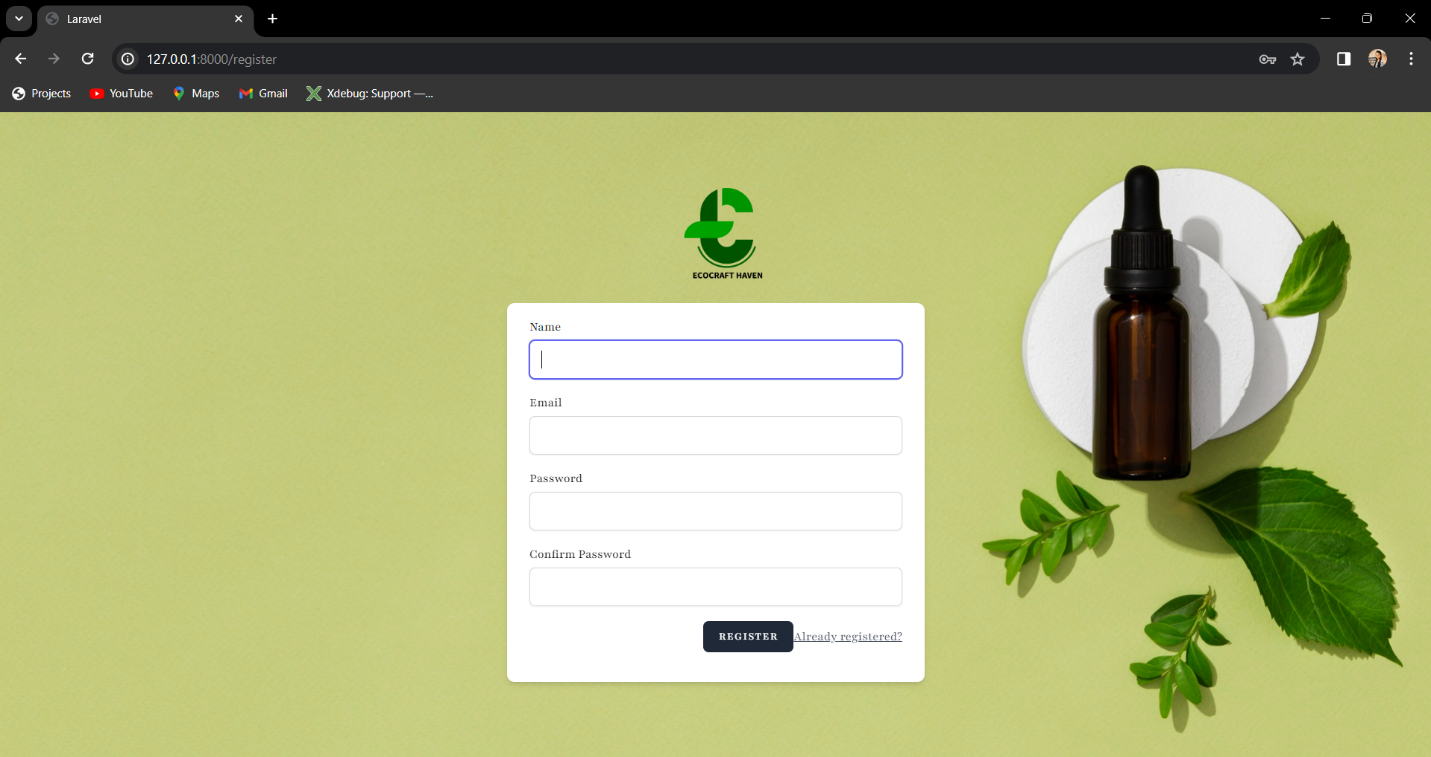 Laravel
127.0.0.1:8000/register
Projects YouTube Maps Gmail Xdebug: Support —...
ECOCRAFT HAVEN
Name
Email
Password
Confirm Password
REGISTER Already registered?